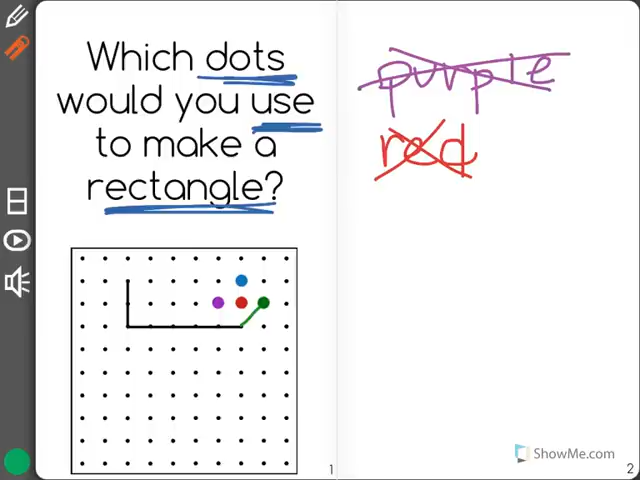 Which dots
would you use
to make a
rectangle?
purple
red
ShowMe.com
1
2